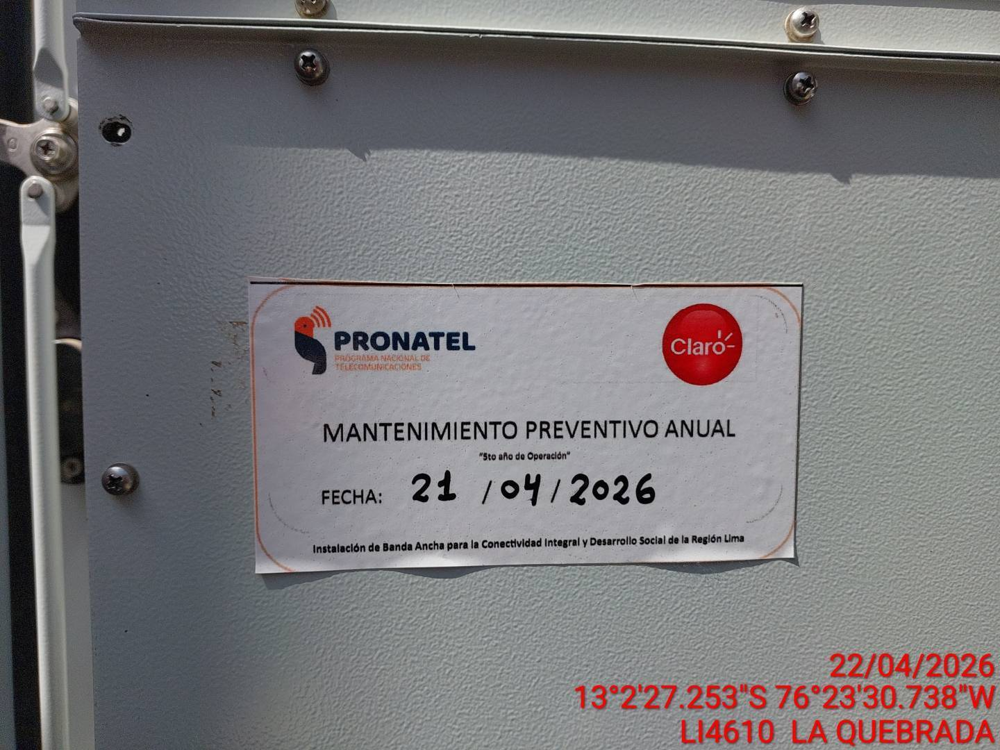 PRONATEL
PROGRAMA NACIONAL DE
TELECOMUNICACIONES
Claro
MANTENIMIENTO PREVENTIVO ANUAL
"5to año de Operación"
FECHA: 21 / 04 / 2026
Instalación de Banda Ancha para la Conectividad Integral y Desarrollo Social de la Región Lima
22/04/2026
13°2'27.253"S 76°23'30.738"W
LI4610 LA QUEBRADA